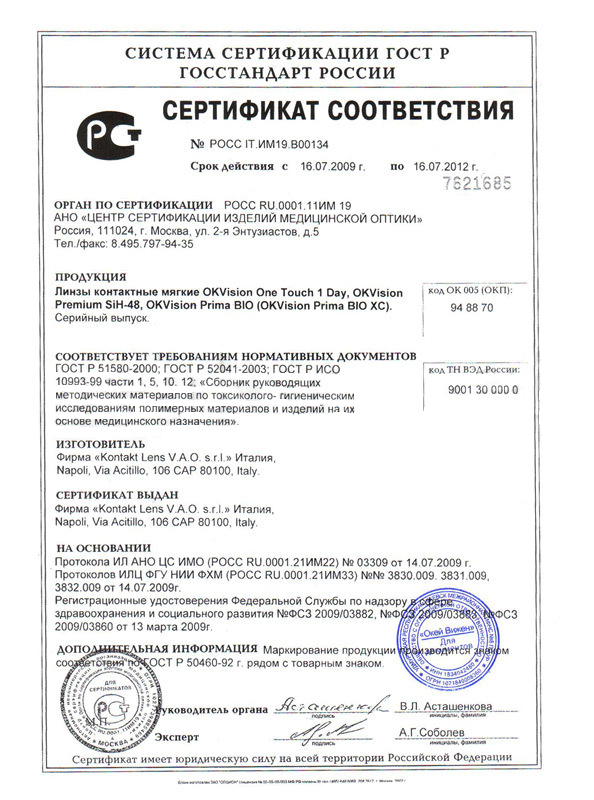 СИСТЕМА СЕРТИФИКАЦИИ ГОСТ Р
ГОССТАНДАРТ РОССИИ
СЕРТИФИКАТ СООТВЕТСТВИЯ
№ РОСС IT.ИМ19.В00134
Срок действия с 16.07.2009 г. по 16.07.2012 г.
7621685
ОРГАН ПО СЕРТИФИКАЦИИ РОСС RU.0001.11ИМ 19
АНО «ЦЕНТР СЕРТИФИКАЦИИ ИЗДЕЛИЙ МЕДИЦИНСКОЙ ОПТИКИ»
Россия, 111024, г. Москва, ул. 2-я Энтузиастов, д.5
Тел./факс: 8.495.797-94-35
ПРОДУКЦИЯ
Линзы контактные мягкие OKVision One Touch 1 Day, OKVision
Premium SiH-48, OKVision Prima BIO (OKVision Prima BIO XC).
Серийный выпуск.
код ОК 005 (ОКП):
94 88 70
СООТВЕТСТВУЕТ ТРЕБОВАНИЯМ НОРМАТИВНЫХ ДОКУМЕНТОВ
ГОСТ Р 51580-2000; ГОСТ Р 52041-2003; ГОСТ Р ИСО
10993-99 части 1, 5, 10. 12; «Сборник руководящих
методических материалов по токсиколого- гигиеническим
исследованиям полимерных материалов и изделий на их
основе медицинского назначения».
код ТН ВЭД России:
9001 30 000 0
ИЗГОТОВИТЕЛЬ
Фирма «Kontakt Lens V.A.O. s.r.l.» Италия,
Napoli, Via Acitillo, 106 CAP 80100, Italy.
СЕРТИФИКАТ ВЫДАН
Фирма «Kontakt Lens V.A.O. s.r.l.» Италия,
Napoli, Via Acitillo, 106 CAP 80100, Italy.
НА ОСНОВАНИИ
Протокола ИЛ АНО ЦС ИМО (РОСС RU.0001.21ИМ22) № 03309 от 14.07.2009 г.
Протоколов ИЛЦ ФГУ НИИ ФХМ (РОСС RU.0001.21ИМ33) №№ 3830.009. 3831.009,
3832.009 от 14.07.2009г.
Регистрационные удостоверения Федеральной Службы по надзору в сфере
здравоохранения и социального развития №ФСЗ 2009/03882, №ФСЗ 2009/03883, №ФСЗ
2009/03860 от 13 марта 2009г.
«Окей Вижен»
Для
документов
ДОПОЛНИТЕЛЬНАЯ ИНФОРМАЦИЯ Маркирование продукции производится знаком
соответствия по ГОСТ Р 50460-92 г. рядом с товарным знаком.
ДЛЯ
СЕРТИФИКАТОВ
МОСКВА
М.П.
Руководитель органа
подпись
В.Л. Асташенкова
инициалы, фамилия
Эксперт
подпись
А.Г.Соболев
инициалы, фамилия
Сертификат имеет юридическую силу на всей территории Российской Федерации